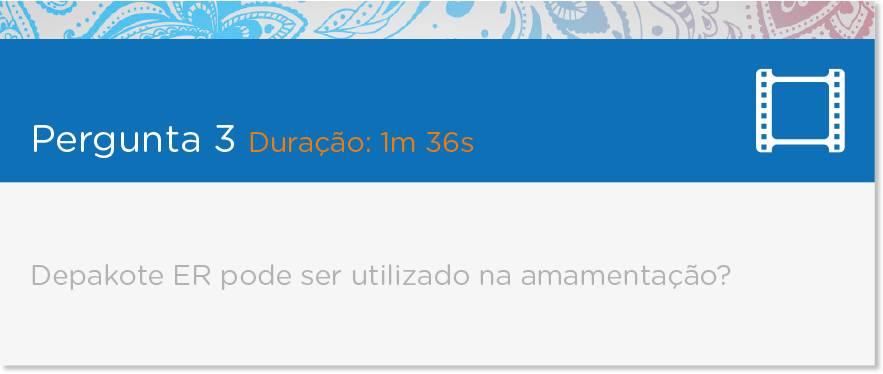 Pergunta 3 Duração: 1m 36s
Depakote ER pode ser utilizado na amamentação?